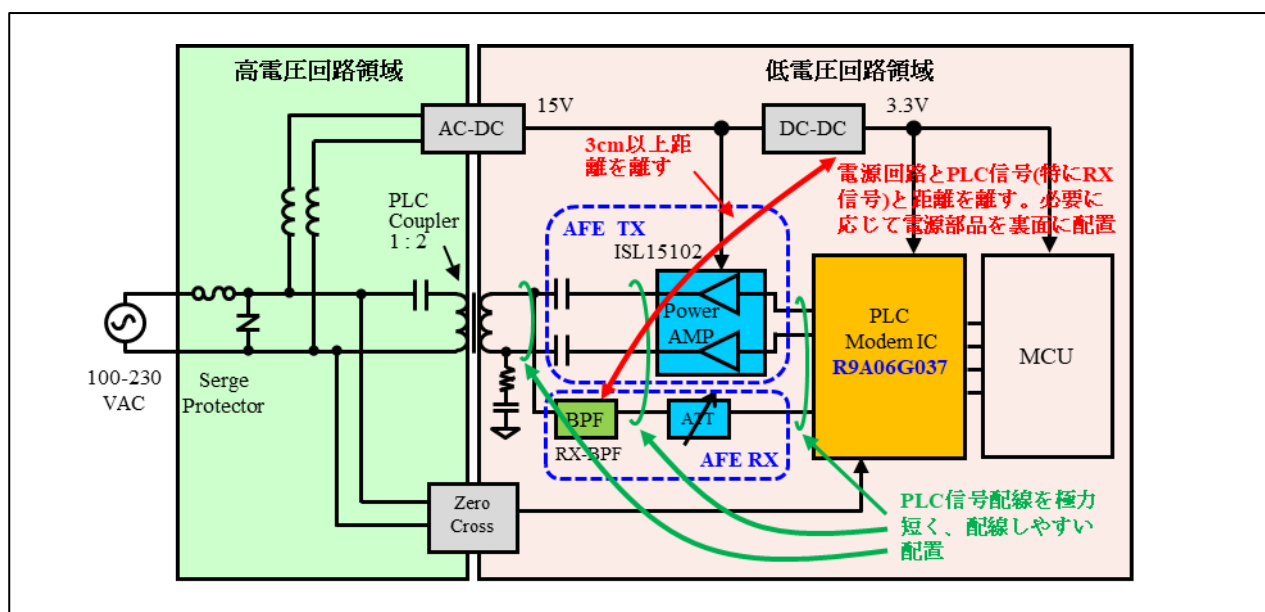 高電圧回路領域
低電圧回路領域
AC-DC
15V
DC-DC
3.3V
3cm以上距
離を離す
電源回路とPLC信号(特にRX
信号)と距離を離す。必要に
応じて電源部品を裏面に配置
PLC
Coupler
1 : 2
AFE TX
ISL15102
Power
AMP
PLC
Modem IC
R9A06G037
MCU
100-230
VAC
Serge
Protector
BPF
RX-BPF
ATT
AFE RX
Zero
Cross
PLC信号配線を極力
短く、配線しやすい
配置